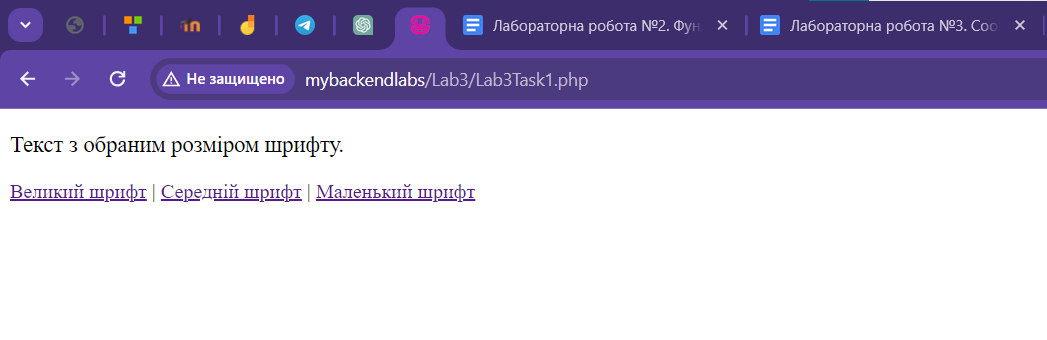 Лабораторна робота №2. Фун
Лабораторна робота №3. Coo
Не защищено
mybackendlabs/Lab3/Lab3Task1.php
Текст з обраним розміром шрифту.
Великий шрифт | Середній шрифт | Маленький шрифт